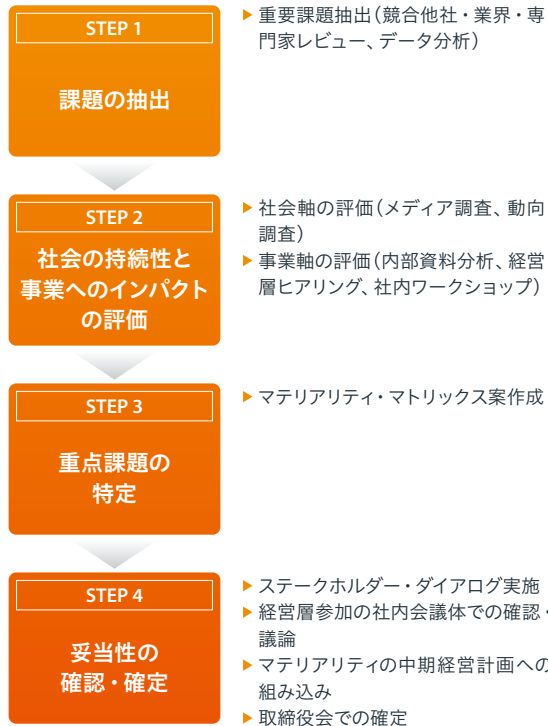 STEP 1
課題の抽出
▶ 重要課題抽出（競合他社・業界・専
門家レビュー、データ分析）
STEP 2
社会の持続性と
事業へのインパクト
の評価
▶ 社会軸の評価（メディア調査、動向
調査）
▶ 事業軸の評価（内部資料分析、経営
層ヒアリング、社内ワークショップ）
STEP 3
重点課題の
特定
▶ マテリアリティ・マトリックス案作成
STEP 4
妥当性の
確認・確定
▶ ステークホルダー・ダイアログ実施
▶ 経営層参加の社内会議体での確認・
議論
▶ マテリアリティの中期経営計画への
組み込み
▶ 取締役会での確定